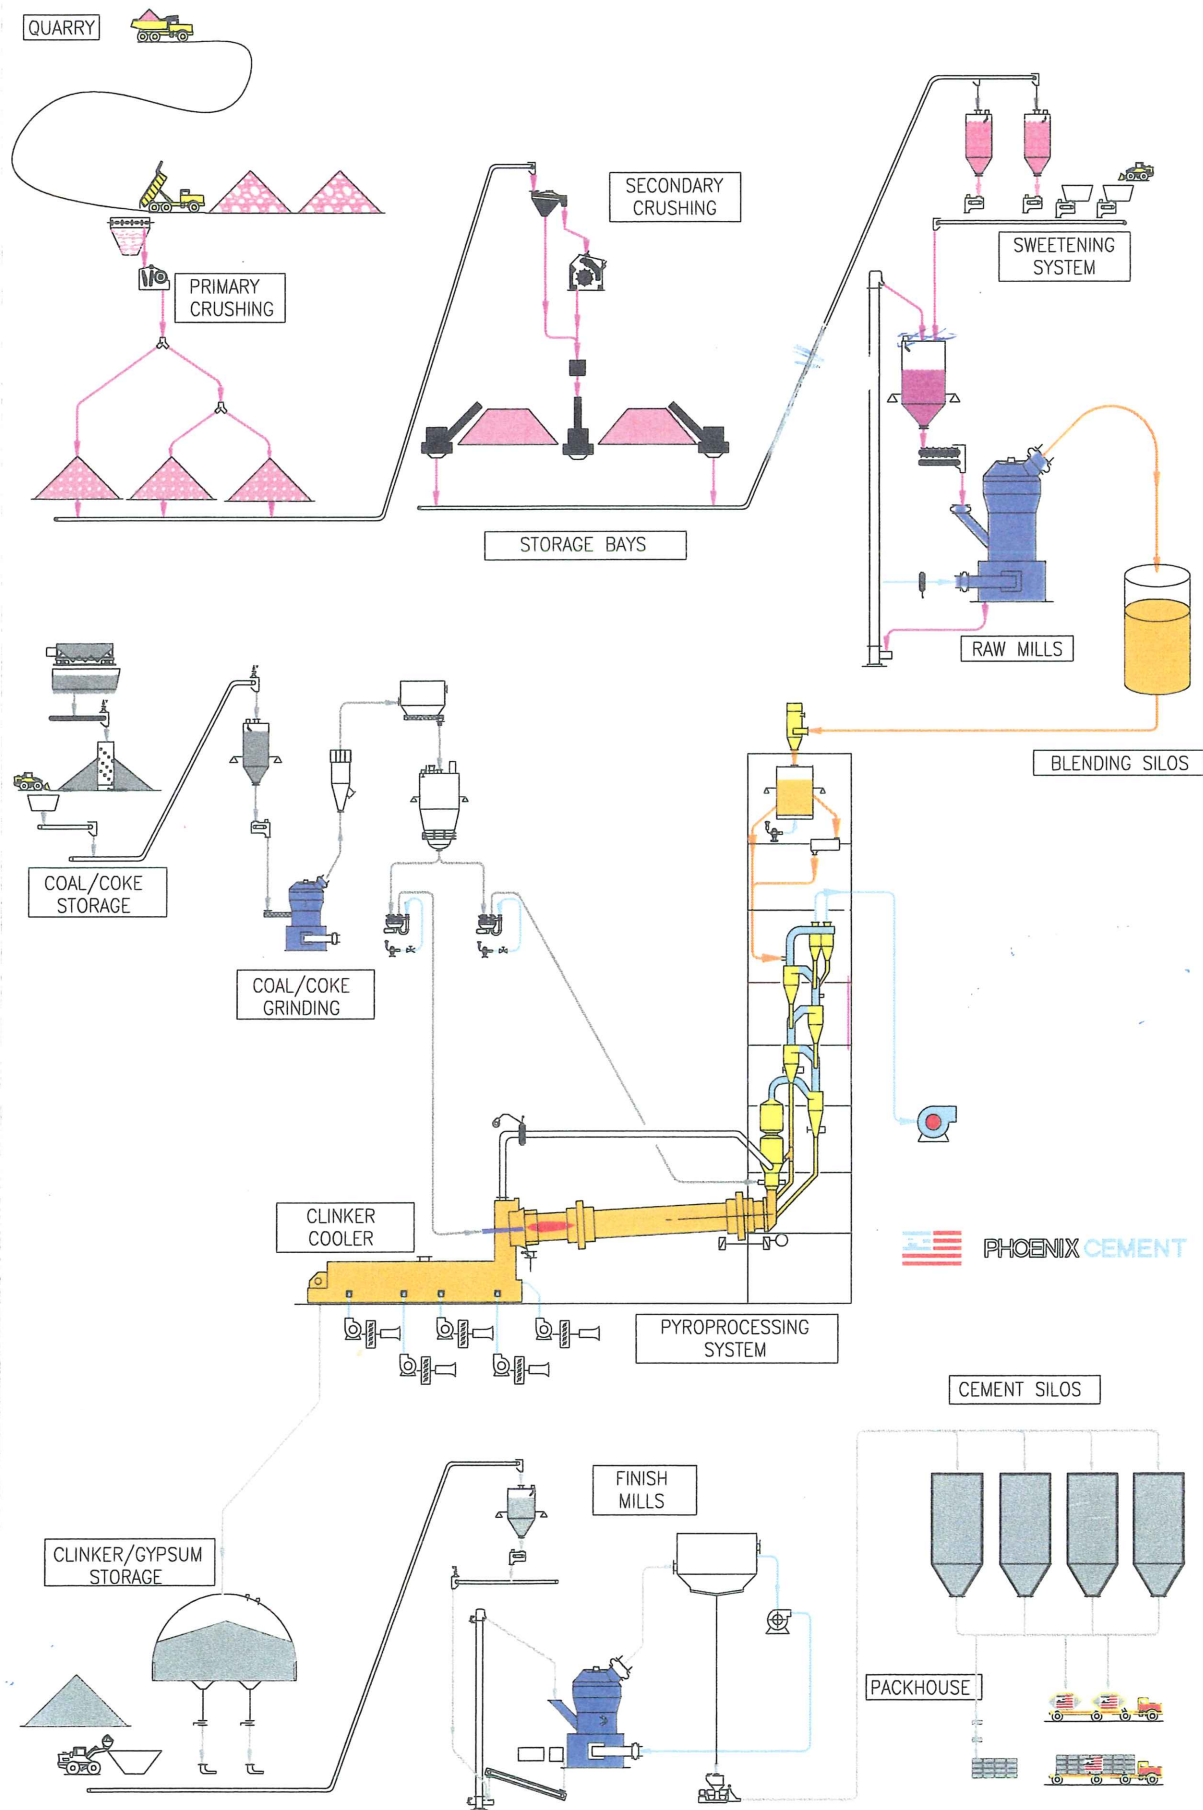 QUARRY
SECONDARY
CRUSHING
SWEETENING
SYSTEM
PRIMARY
CRUSHING
STORAGE BAYS
RAW MILLS
BLENDING SILOS
COAL/COKE
STORAGE
COAL/COKE
GRINDING
CLINKER
COOLER
PHOENIX CEMENT
PYROPROCESSING
SYSTEM
CEMENT SILOS
FINISH
MILLS
CLINKER/GYPSUM
STORAGE
PACKHOUSE